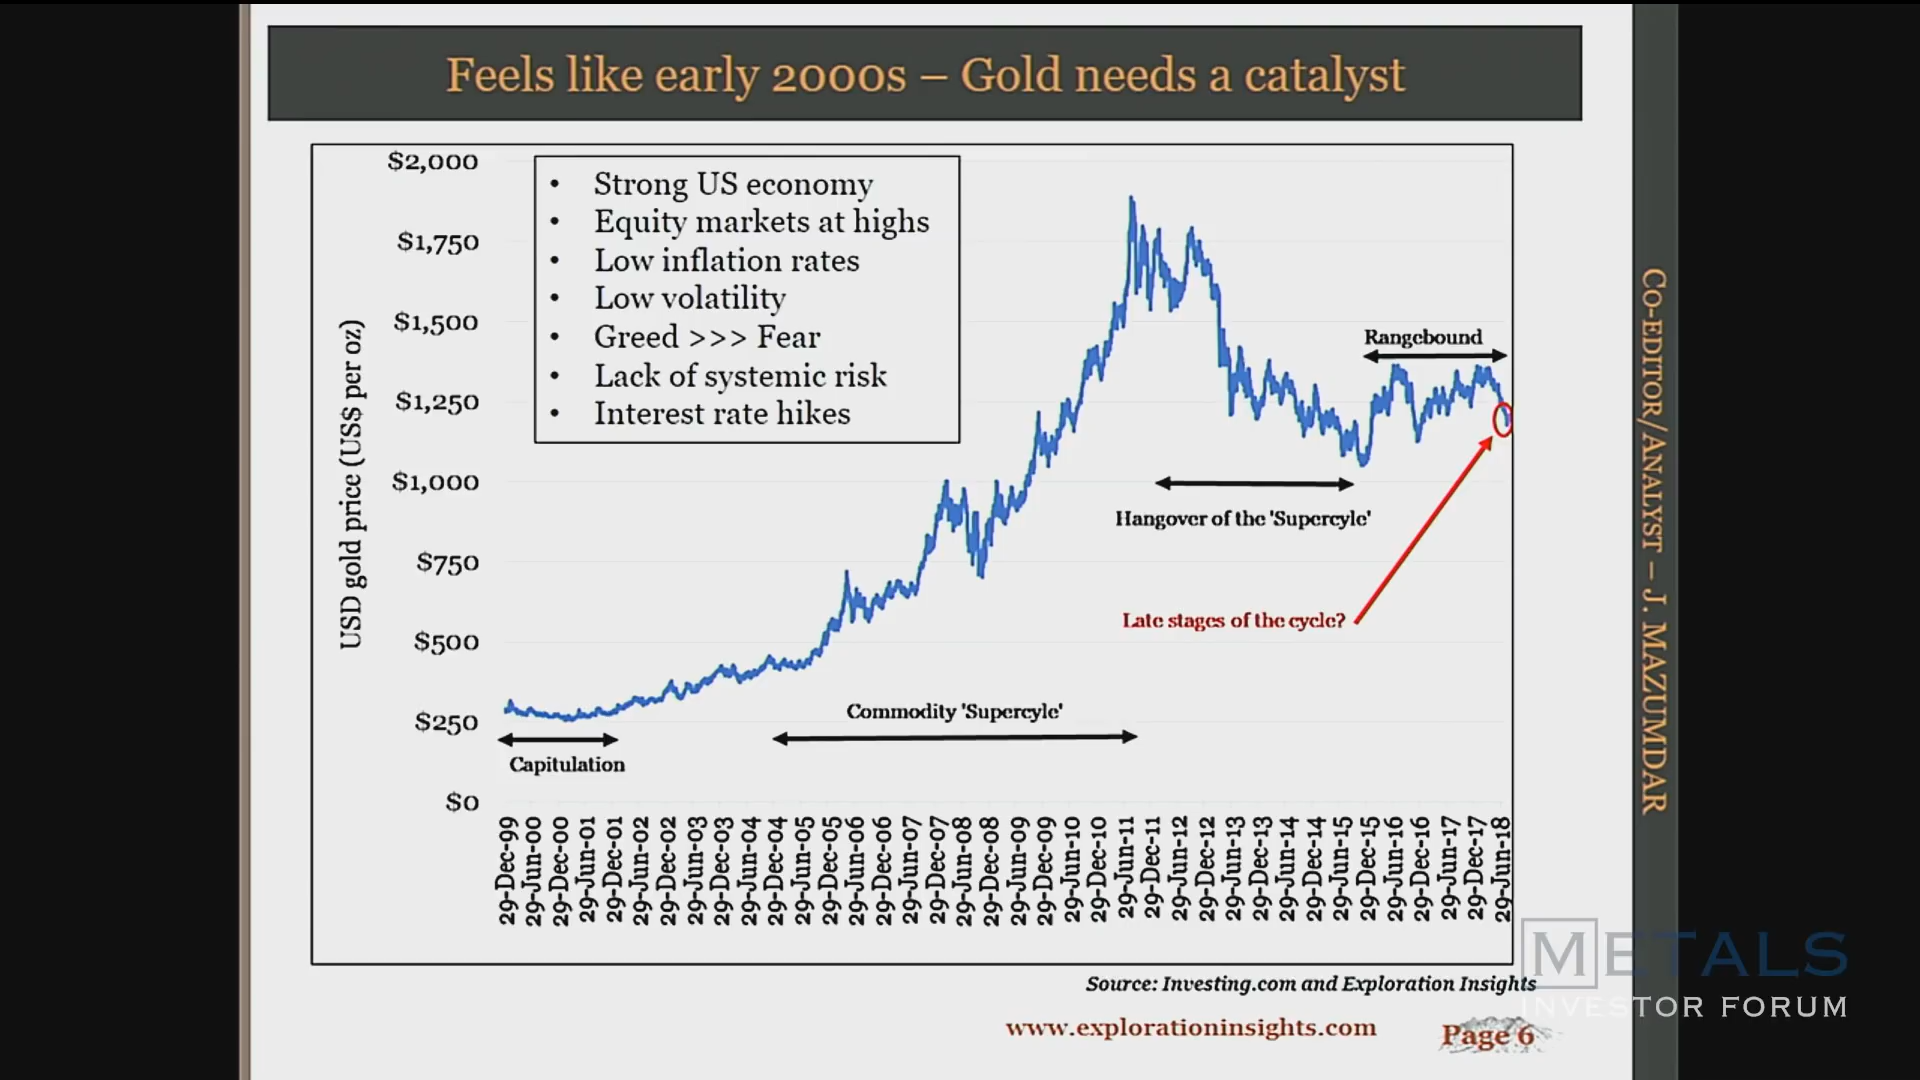 Feels like early 2000s – Gold needs a catalyst
USD gold price (US$ per oz)
$2,000
$1,750
$1,500
$1,250
$1,000
$750
$500
$250
$0
• Strong US economy
• Equity markets at highs
• Low inflation rates
• Low volatility
• Greed >>> Fear
• Lack of systemic risk
• Interest rate hikes
Rangebound
Hangover of the 'Supercyle'
Late stages of the cycle?
Commodity 'Supercyle'
Capitulation
29-Dec-99
29-Jun-00
29-Dec-00
29-Jun-01
29-Dec-01
29-Jun-02
29-Dec-02
29-Jun-03
29-Dec-03
29-Jun-04
29-Dec-04
29-Jun-05
29-Dec-05
29-Jun-06
29-Dec-06
29-Jun-07
29-Dec-07
29-Jun-08
29-Dec-08
29-Jun-09
29-Dec-09
29-Jun-10
29-Dec-10
29-Jun-11
29-Dec-11
29-Jun-12
29-Dec-12
29-Jun-13
29-Dec-13
29-Jun-14
29-Dec-14
29-Jun-15
29-Dec-15
29-Jun-16
29-Dec-16
29-Jun-17
29-Dec-17
29-Jun-18
Co-editor/Analyst – J. Mazumdar
Source: Investing.com and Exploration Insights
www.explorationinsights.com
Page 6
METALS
INVESTOR FORUM